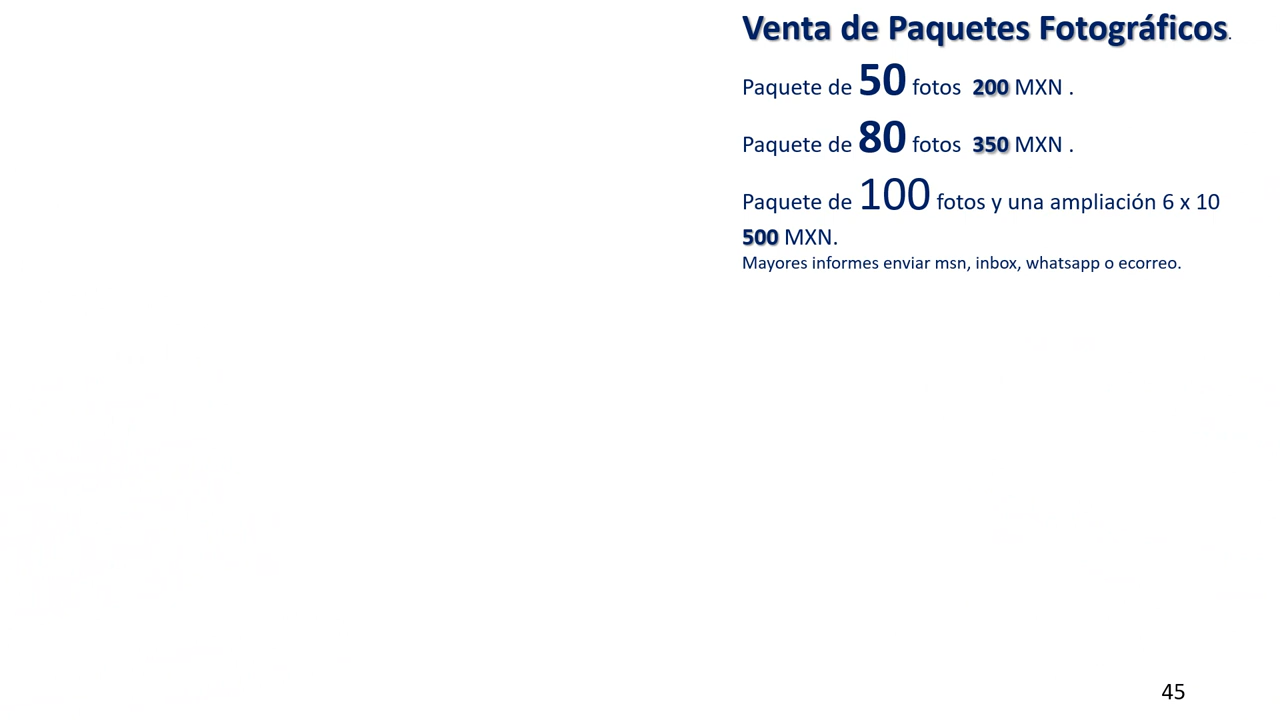 Venta de Paquetes Fotográficos.
Paquete de 50 fotos 200 MXN .
Paquete de 80 fotos 350 MXN .
Paquete de 100 fotos y una ampliación 6 x 10
500 MXN.
Mayores informes enviar msn, inbox, whatsapp o ecorreo.
45